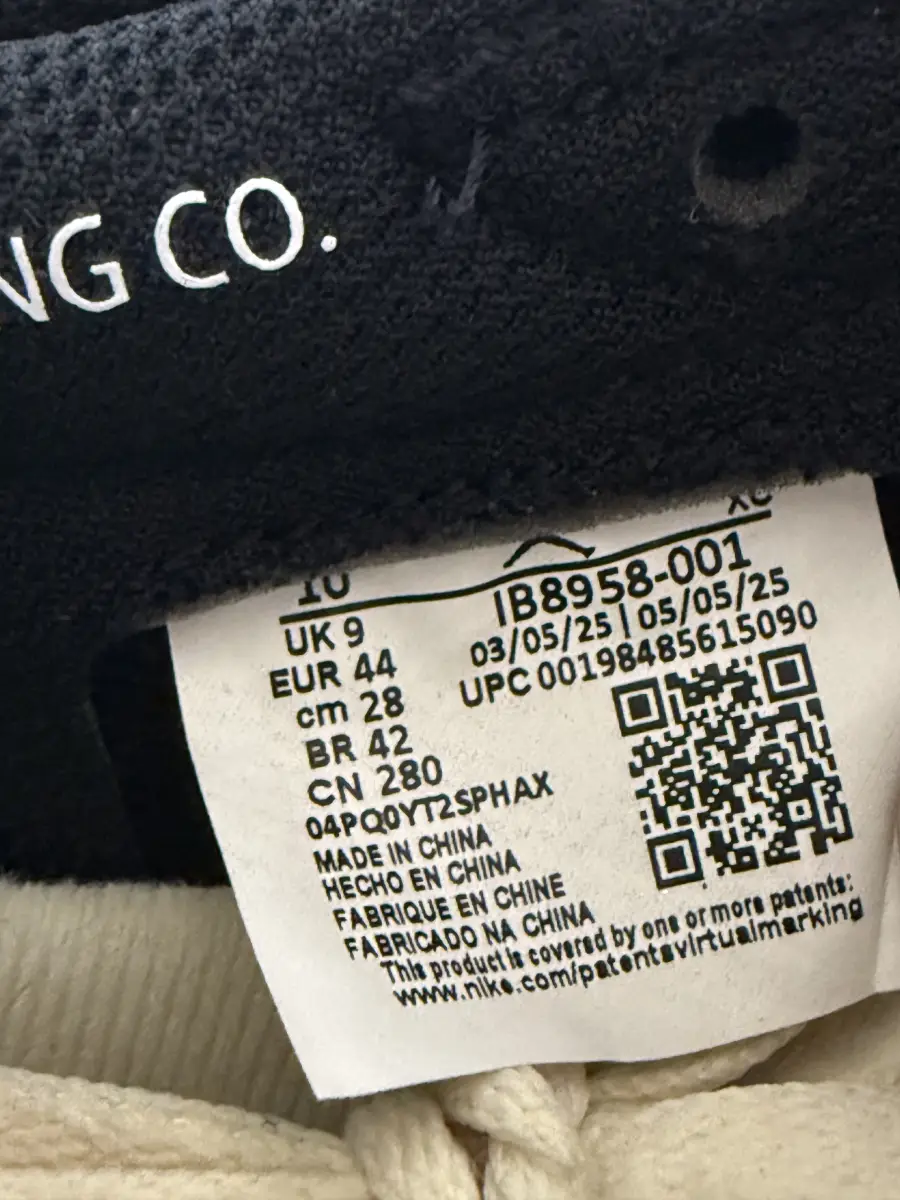 NG CO.
10
UK 9
EUR 44
cm 28
BR 42
CN 280
04PQ0YT2SPHAX
MADE IN CHINA
HECHO EN CHINA
FABRIQUE EN CHINE
FABRICADO NA CHINA
IB8958-001
03/05/25 | 05/05/25
UPC 00198485615090
This product is covered by one or more patents:
www.nike.com/patentsvirtualmarking